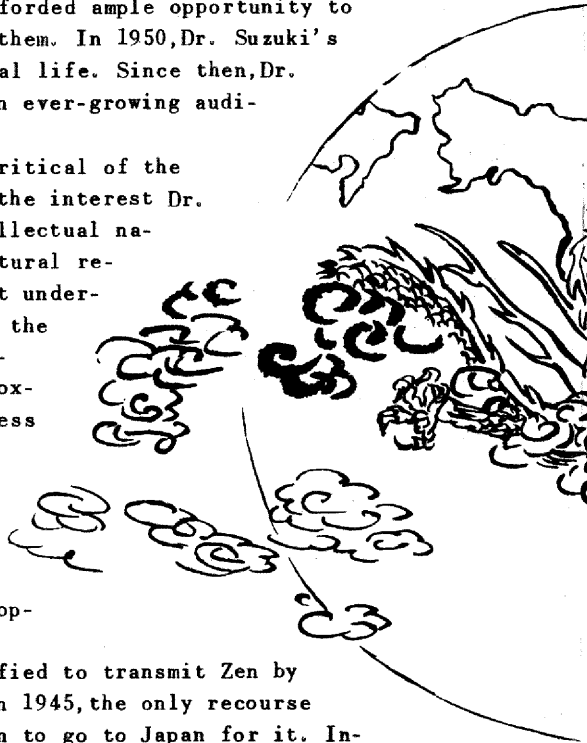 forded ample opportunity to
them. In 1950,Dr. Suzuki's
al life. Since then,Dr.
n ever-growing audi-
ritical of the
the interest Dr.
llectual na-
tural re-
t under-
the
-
ox-
ess
op-
fied to transmit Zen by
n 1945,the only recourse
n to go to Japan for it. In-